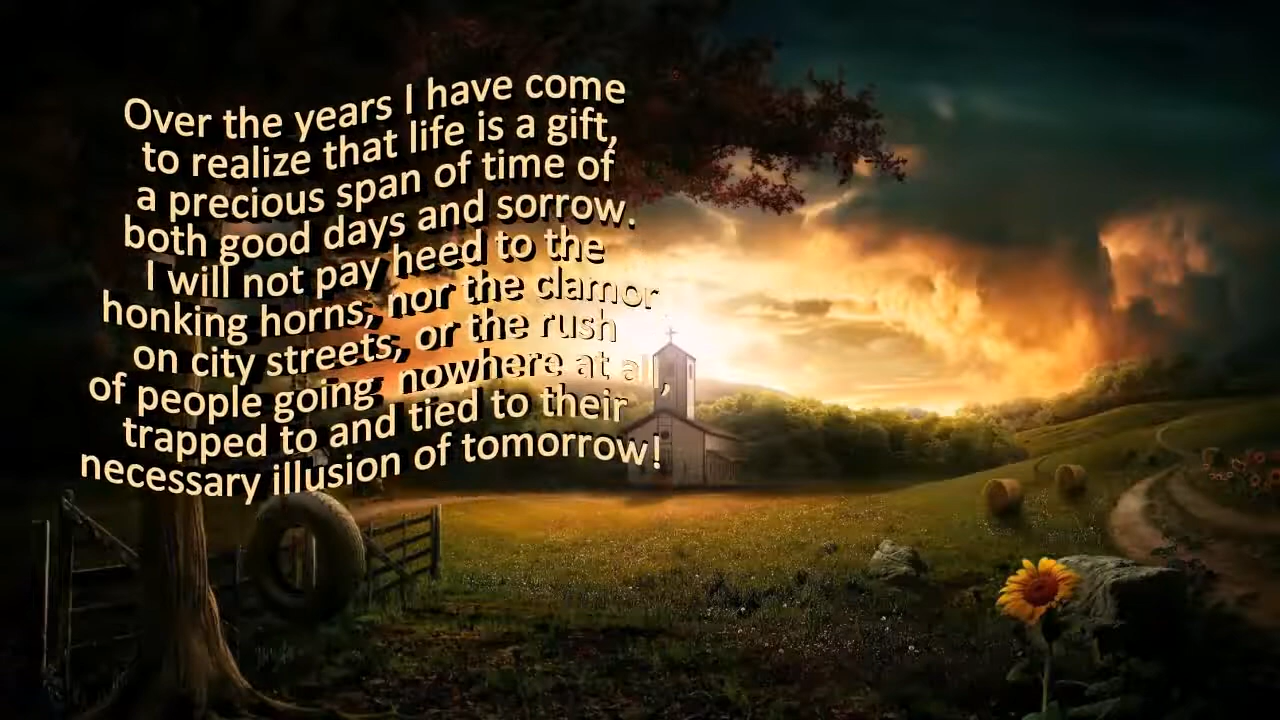 Over the years I have come
to realize that life is a gift,
a precious span of time of
both good days and sorrow.
I will not pay heed to the
honking horns, nor the clamor
on city streets, or the rush
of people going nowhere at all,
trapped to and tied to their
necessary illusion of tomorrow!